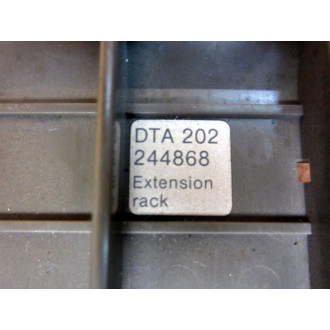 DTA 202
244868
Extension
rack